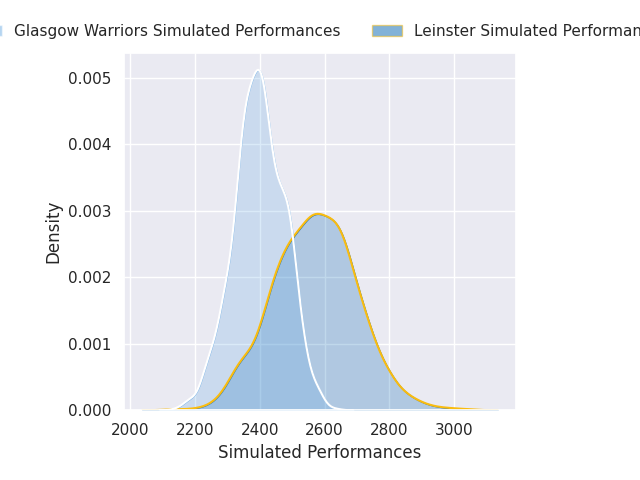 Glasgow Warriors Simulated Performances
Leinster Simulated
0.005
0.004
0.003
0.002
0.001
0.000
Density
2000 2200 2400 2600 2800 3000
Simulated Performances